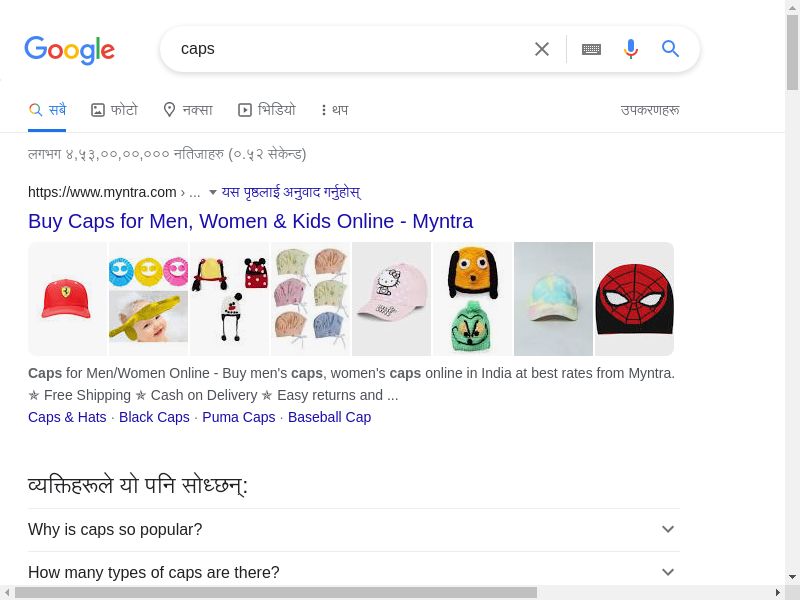 Google
caps
सबै
फोटो
नक्सा
भिडियो
थप
उपकरणहरू
लगभग ४,५३,००,००,००० नतिजाहरु (०.५२ सेकेन्ड)
https://www.myntra.com › ... यस पृष्ठलाई अनुवाद गर्नुहोस्
Buy Caps for Men, Women & Kids Online - Myntra
Caps for Men/Women Online - Buy men's caps, women's caps online in India at best rates from Myntra.
✯ Free Shipping ✯ Cash on Delivery ✯ Easy returns and ...
Caps & Hats · Black Caps · Puma Caps · Baseball Cap
व्यक्तिहरूले यो पनि सोध्छन्:
Why is caps so popular?
How many types of caps are there?